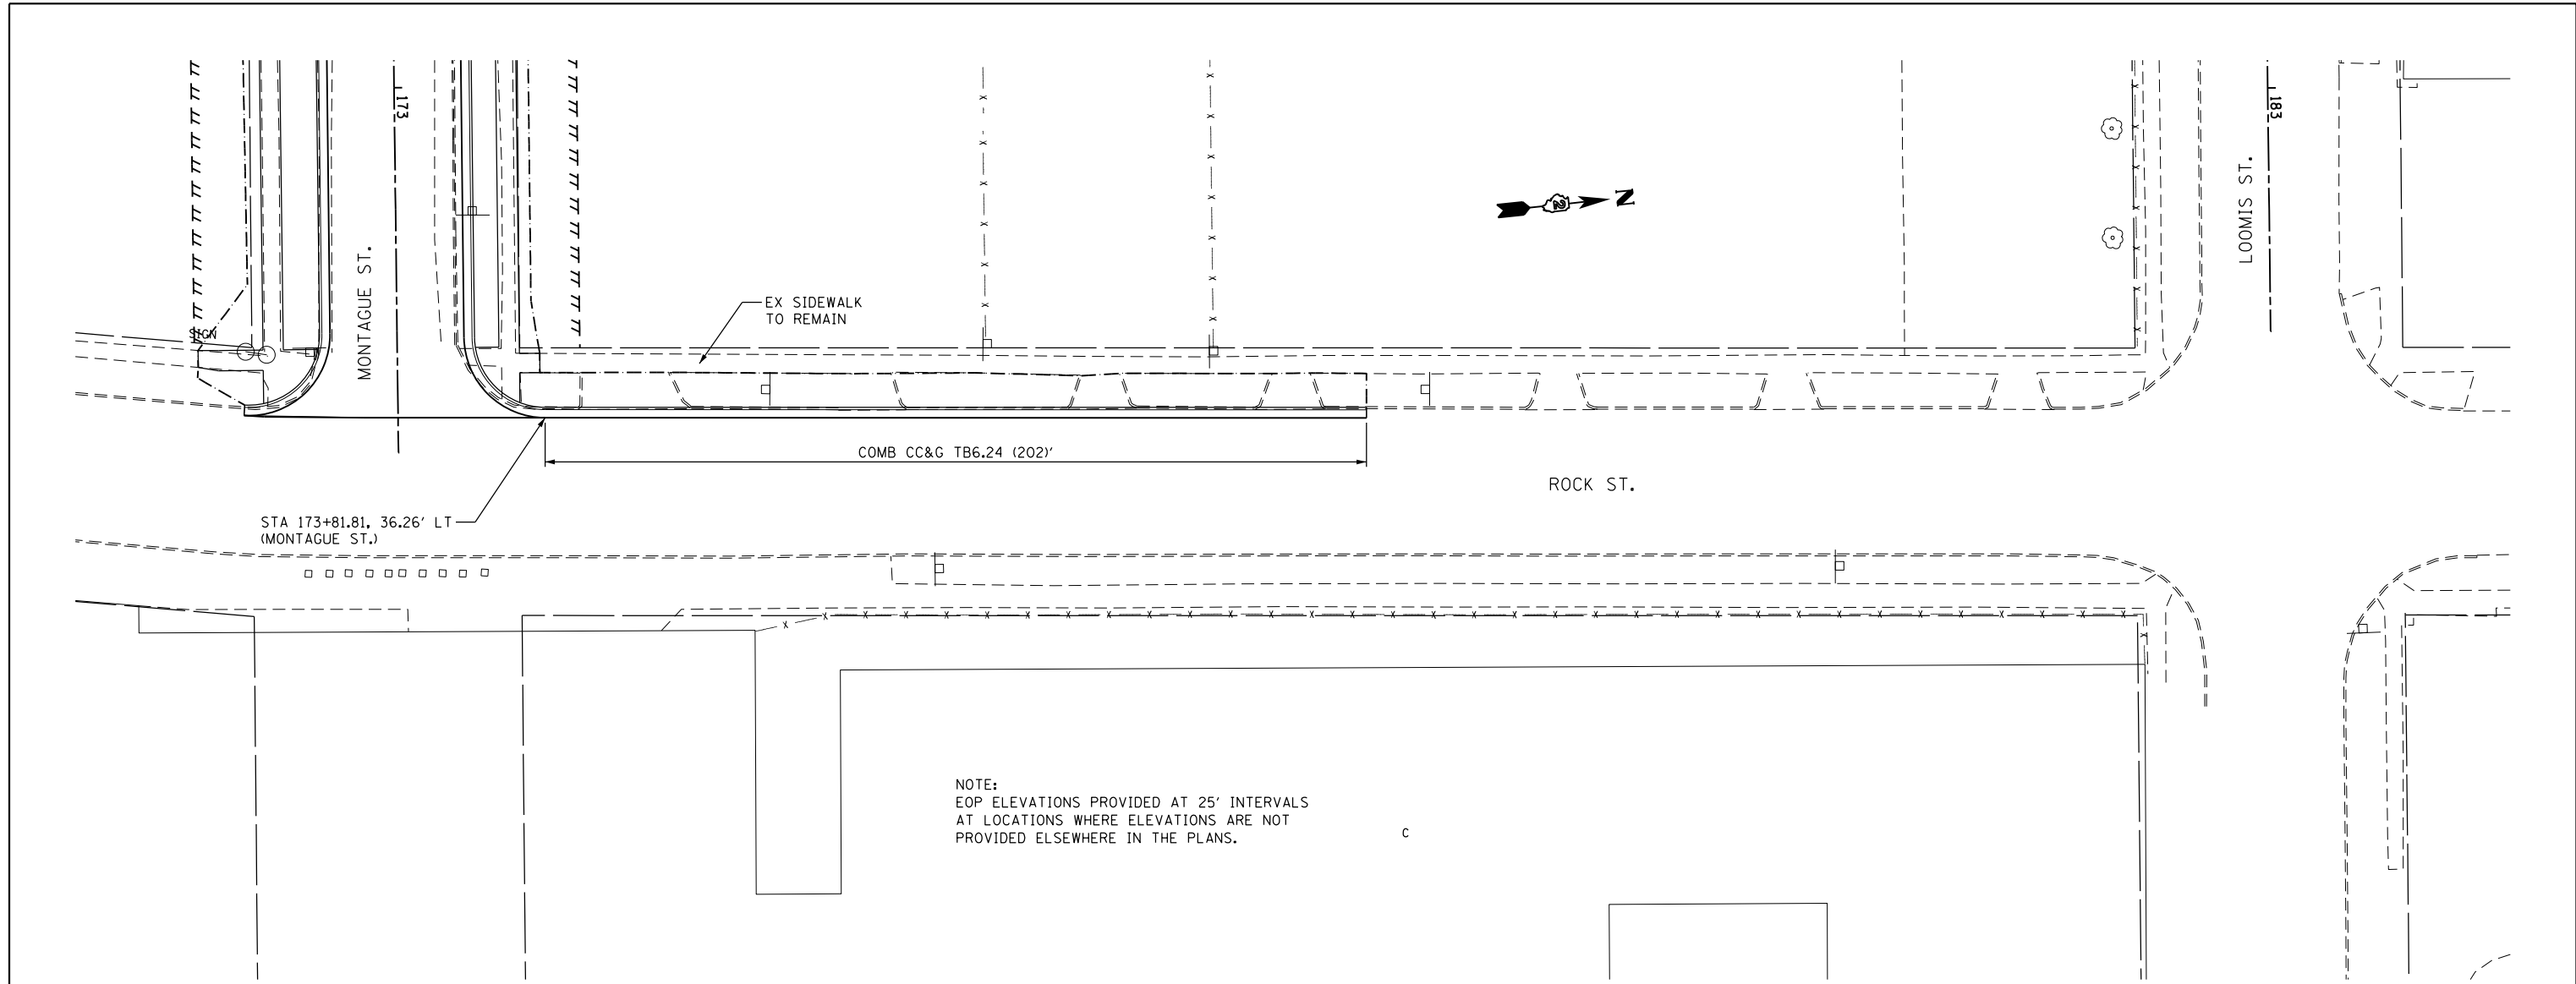 173
183
MONTAGUE ST.
LOOMIS ST.
N
2
SIGN
EX SIDEWALK
TO REMAIN
COMB CC&G TB6.24 (202)'
ROCK ST.
STA 173+81.81, 36.26' LT
(MONTAGUE ST.)
NOTE:
EOP ELEVATIONS PROVIDED AT 25' INTERVALS
AT LOCATIONS WHERE ELEVATIONS ARE NOT
PROVIDED ELSEWHERE IN THE PLANS.
C